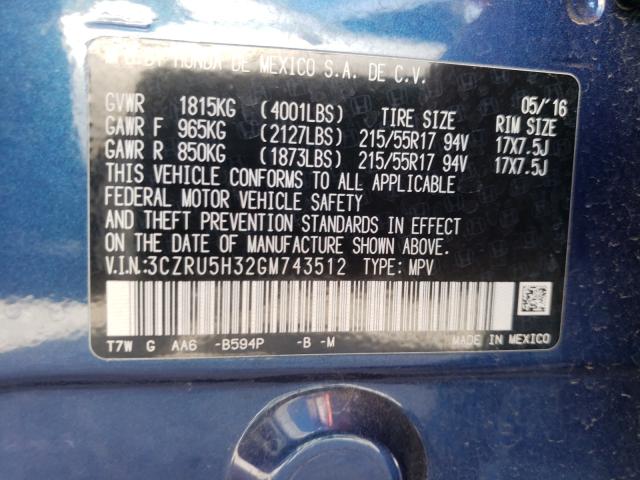 MFD. BY HONDA DE MEXICO S.A. DE C.V.
05/'16
GVWR 1815KG (4001LBS) TIRE SIZE RIM SIZE
GAWR F 965KG (2127LBS) 215/55R17 94V 17X7.5J
GAWR R 850KG (1873LBS) 215/55R17 94V 17X7.5J
THIS VEHICLE CONFORMS TO ALL APPLICABLE
FEDERAL MOTOR VEHICLE SAFETY
AND THEFT PREVENTION STANDARDS IN EFFECT
ON THE DATE OF MANUFACTURE SHOWN ABOVE.
V.I.N.:3CZRU5H32GM743512 TYPE: MPV
T7W G AA6 -B594P -B -M MADE IN MEXICO